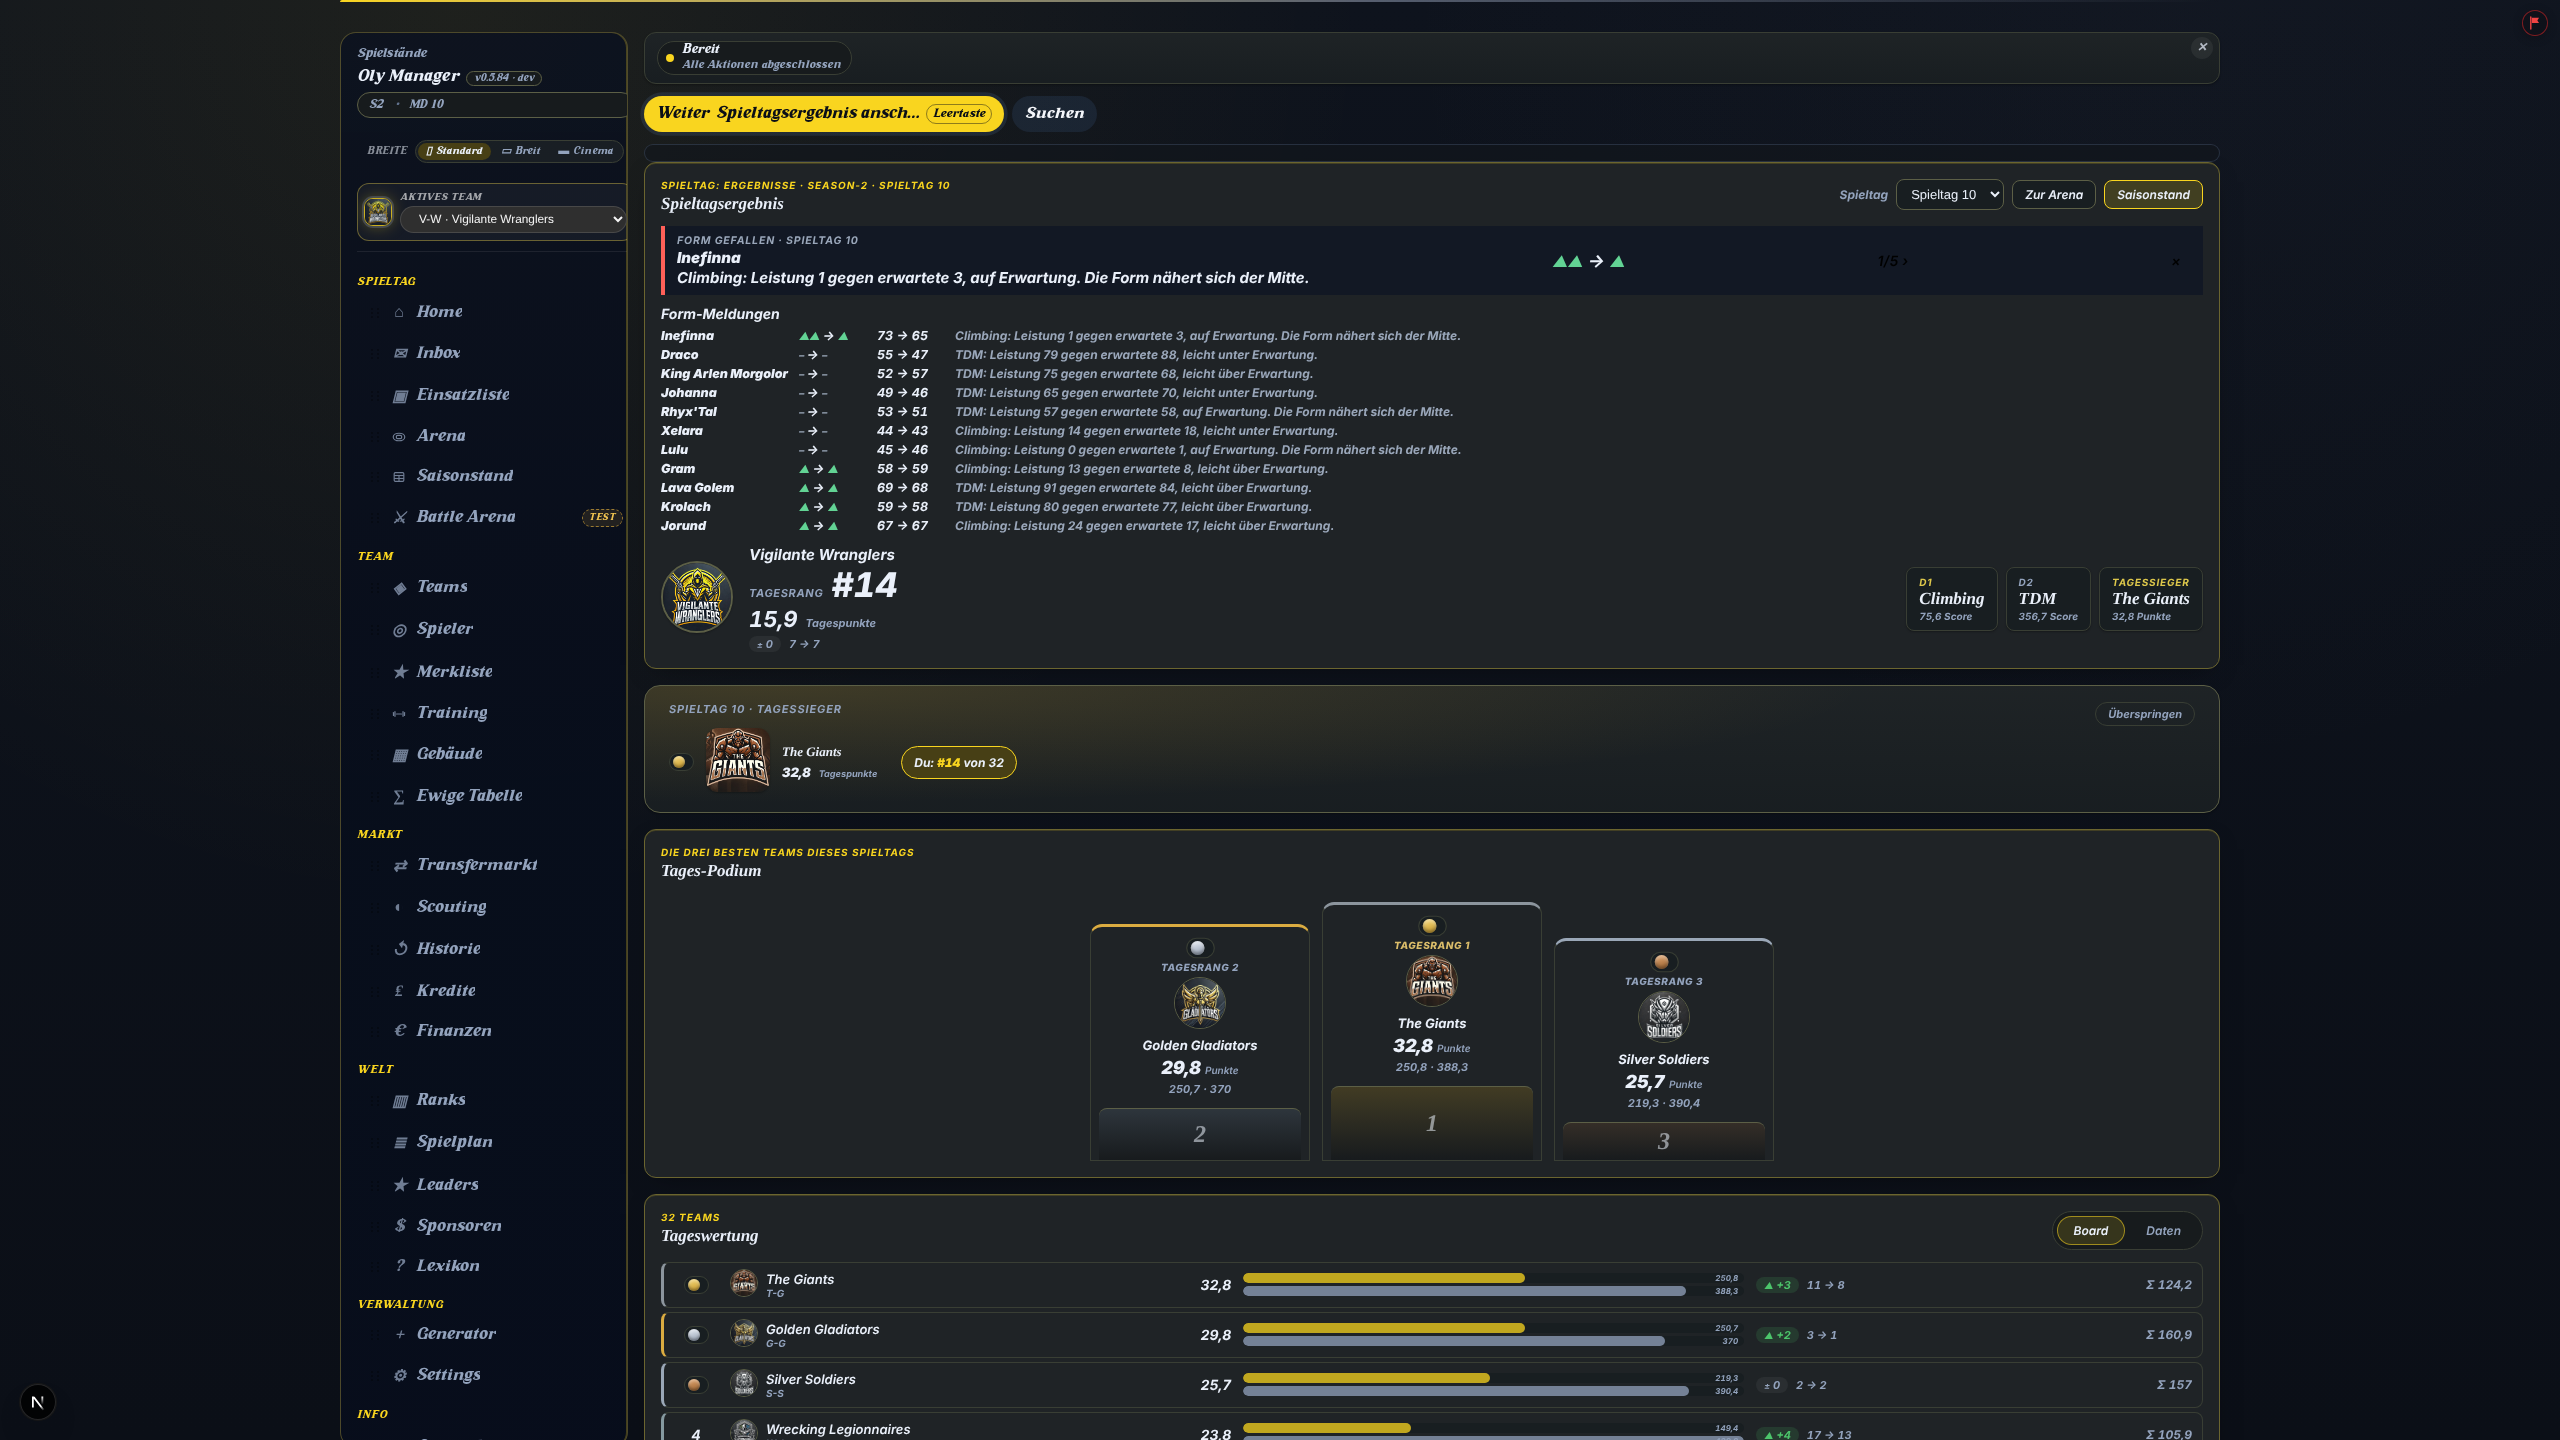 Spielstände
Oly Manager v0.5.84 · dev
S2 · MD 10
BREITE Standard Breit Cinema
AKTIVES TEAM
V-W · Vigilante Wranglers
SPIELTAG
Home
Inbox
Einsatzliste
Arena
Saisonstand
Battle Arena TEST
TEAM
Teams
Spieler
Merkliste
Training
Gebäude
Ewige Tabelle
MARKT
Transfermarkt
Scouting
Historie
Kredite
Finanzen
WELT
Ranks
Spielplan
Leaders
Sponsoren
Lexikon
VERWALTUNG
Generator
Settings
INFO
Bereit
Alle Aktionen abgeschlossen
Weiter Spieltagsergebnis ansch... Leertaste
Suchen
SPIELTAG: ERGEBNISSE · SEASON-2 · SPIELTAG 10
Spieltagsergebnis
Spieltag Spieltag 10 Zur Arena Saisonstand
FORM GEFALLEN · SPIELTAG 10
Inefinna
Climbing: Leistung 1 gegen erwartete 3, auf Erwartung. Die Form nähert sich der Mitte.
▲▲ → ▲ 1/5 › ×
Form-Meldungen
Inefinna ▲▲ → ▲ 73 → 65 Climbing: Leistung 1 gegen erwartete 3, auf Erwartung. Die Form nähert sich der Mitte.
Draco – → – 55 → 47 TDM: Leistung 79 gegen erwartete 88, leicht unter Erwartung.
King Arlen Morgolor – → – 52 → 57 TDM: Leistung 75 gegen erwartete 68, leicht über Erwartung.
Johanna – → – 49 → 46 TDM: Leistung 65 gegen erwartete 70, leicht unter Erwartung.
Rhyx'Tal – → – 53 → 51 TDM: Leistung 57 gegen erwartete 58, auf Erwartung. Die Form nähert sich der Mitte.
Xelara – → – 44 → 43 Climbing: Leistung 14 gegen erwartete 18, leicht unter Erwartung.
Lulu – → – 45 → 46 Climbing: Leistung 0 gegen erwartete 1, auf Erwartung. Die Form nähert sich der Mitte.
Gram ▲ → ▲ 58 → 59 Climbing: Leistung 13 gegen erwartete 8, leicht über Erwartung.
Lava Golem ▲ → ▲ 69 → 68 TDM: Leistung 91 gegen erwartete 84, leicht über Erwartung.
Krolach ▲ → ▲ 59 → 58 TDM: Leistung 80 gegen erwartete 77, leicht über Erwartung.
Jorund ▲ → ▲ 67 → 67 Climbing: Leistung 24 gegen erwartete 17, leicht über Erwartung.
VIGILANTE WRANGLERS
Vigilante Wranglers
TAGESRANG #14
15,9 Tagespunkte
± 0 7 → 7
D1
Climbing
75,6 Score
D2
TDM
356,7 Score
TAGESSIEGER
The Giants
32,8 Punkte
SPIELTAG 10 · TAGESSIEGER
Überspringen
THE GIANTS
The Giants
32,8 Tagespunkte
Du: #14 von 32
DIE DREI BESTEN TEAMS DIESES SPIELTAGS
Tages-Podium
TAGESRANG 2
Golden Gladiators
29,8 Punkte
250,7 · 370
2
TAGESRANG 1
The Giants
32,8 Punkte
250,8 · 388,3
1
TAGESRANG 3
Silver Soldiers
25,7 Punkte
219,3 · 390,4
3
32 TEAMS
Tageswertung
Board Daten
The Giants
T-G
32,8 250,8 388,3 ▲ +3 11 → 8 Σ 124,2
Golden Gladiators
G-G
29,8 250,7 370 ▲ +2 3 → 1 Σ 160,9
Silver Soldiers
S-S
25,7 219,3 390,4 ± 0 2 → 2 Σ 157
4 Wrecking Legionnaires 23,8 149,4 ▲ +4 17 → 13 Σ 105,9
N